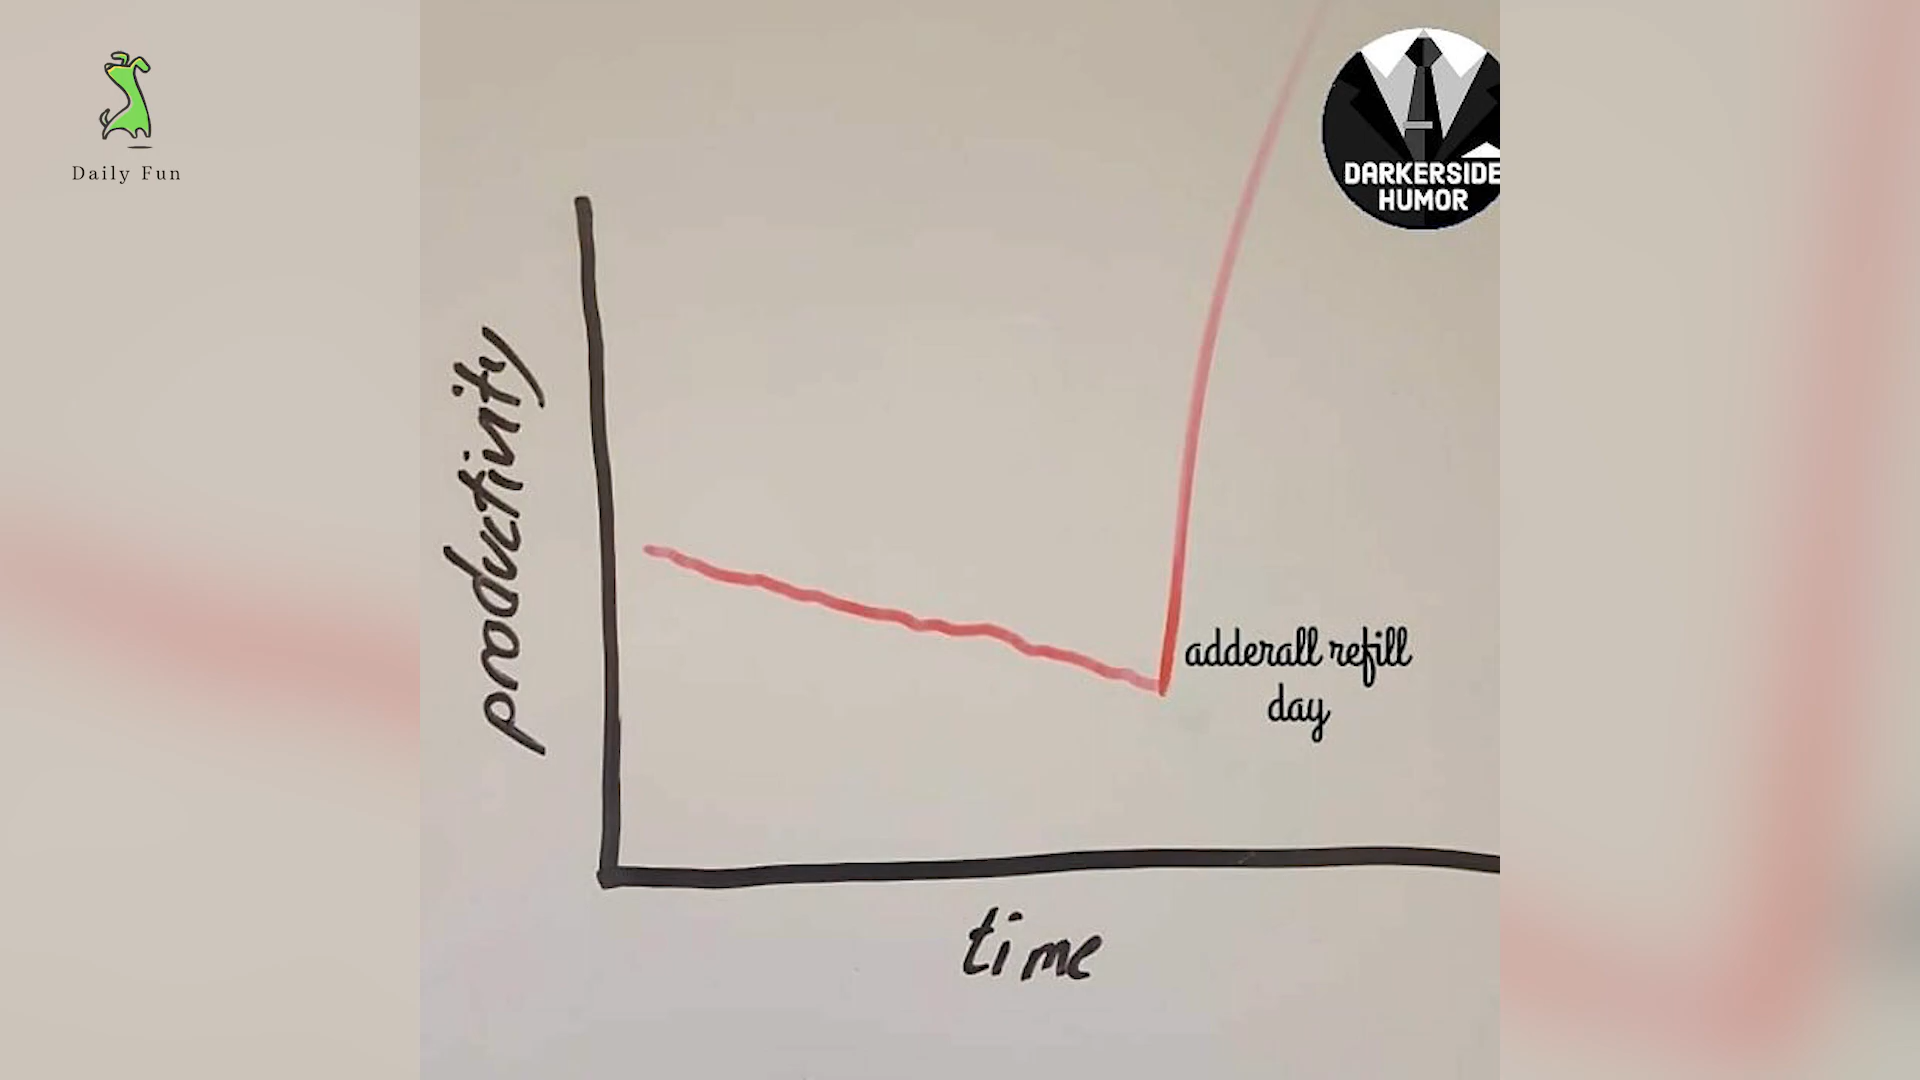 Daily Fun
DARKERSIDE
HUMOR
productivity
adderall refill
day
time